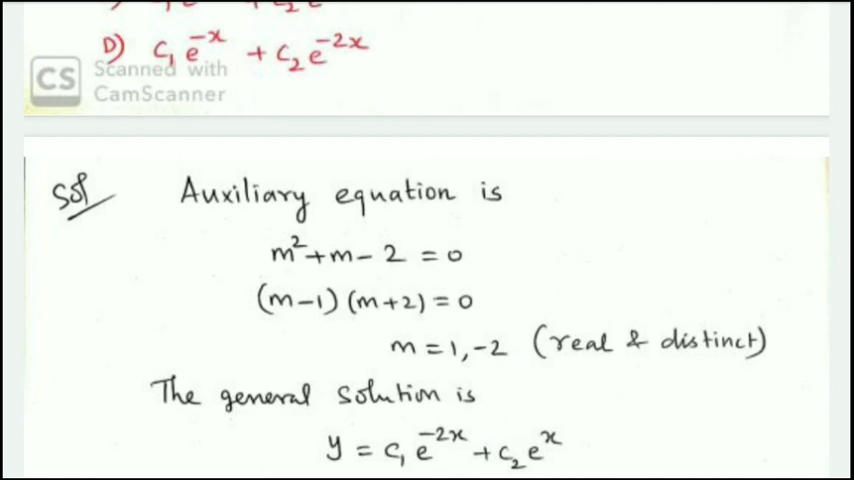 D) c₁e⁻ˣ + c₂e⁻²ˣ
CS Scanned with
CamScanner
Sol Auxiliary equation is
m² + m - 2 = 0
(m-1) (m+2) = 0
m = 1, -2 (real & distinct)
The general solution is
y = c₁e⁻²ˣ + c₂eˣ